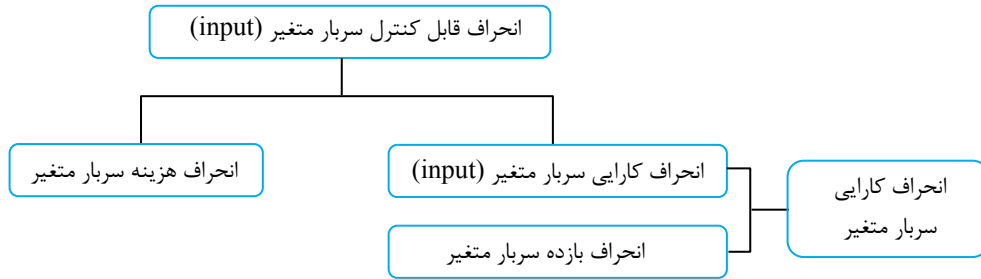 انحراف قابل کنترل سربار متغیر (input)
انحراف کارایی سربار متغیر (input)
انحراف هزینه سربار متغیر
انحراف کارایی
سربار متغیر
انحراف بازده سربار متغیر